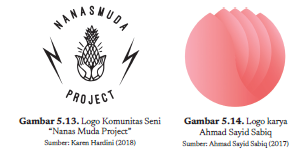 NANASMUDA
PROJECT
Gambar 5.13. Logo Komunitas Seni
"Nanas Muda Project"
Sumber: Karen Hardini (2018)
Gambar 5.14. Logo karya
Ahmad Sayid Sabiq
Sumber: Ahmad Sayid Sabiq (2017)